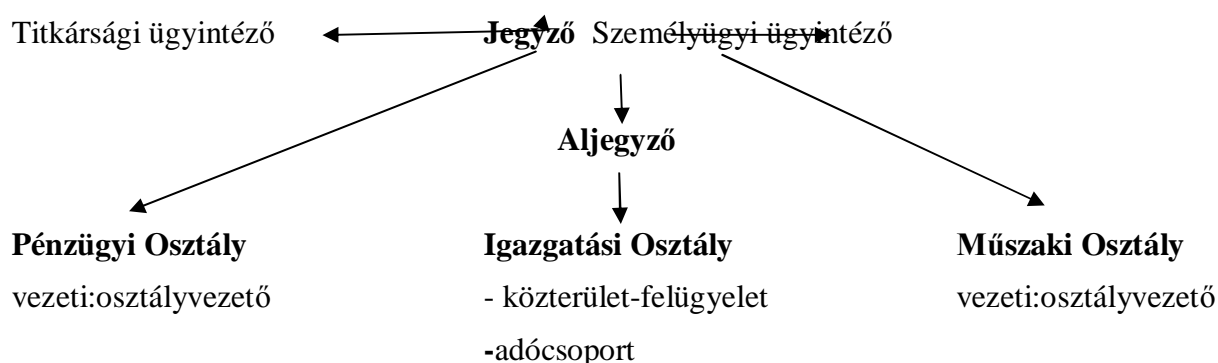 Titkársági ügyintéző Jegyző Személyügyi ügyintéző
Aljegyző
Pénzügyi Osztály Igazgatási Osztály Műszaki Osztály
vezeti:osztályvezető - közterület-felügyelet vezeti:osztályvezető
-adócsoport